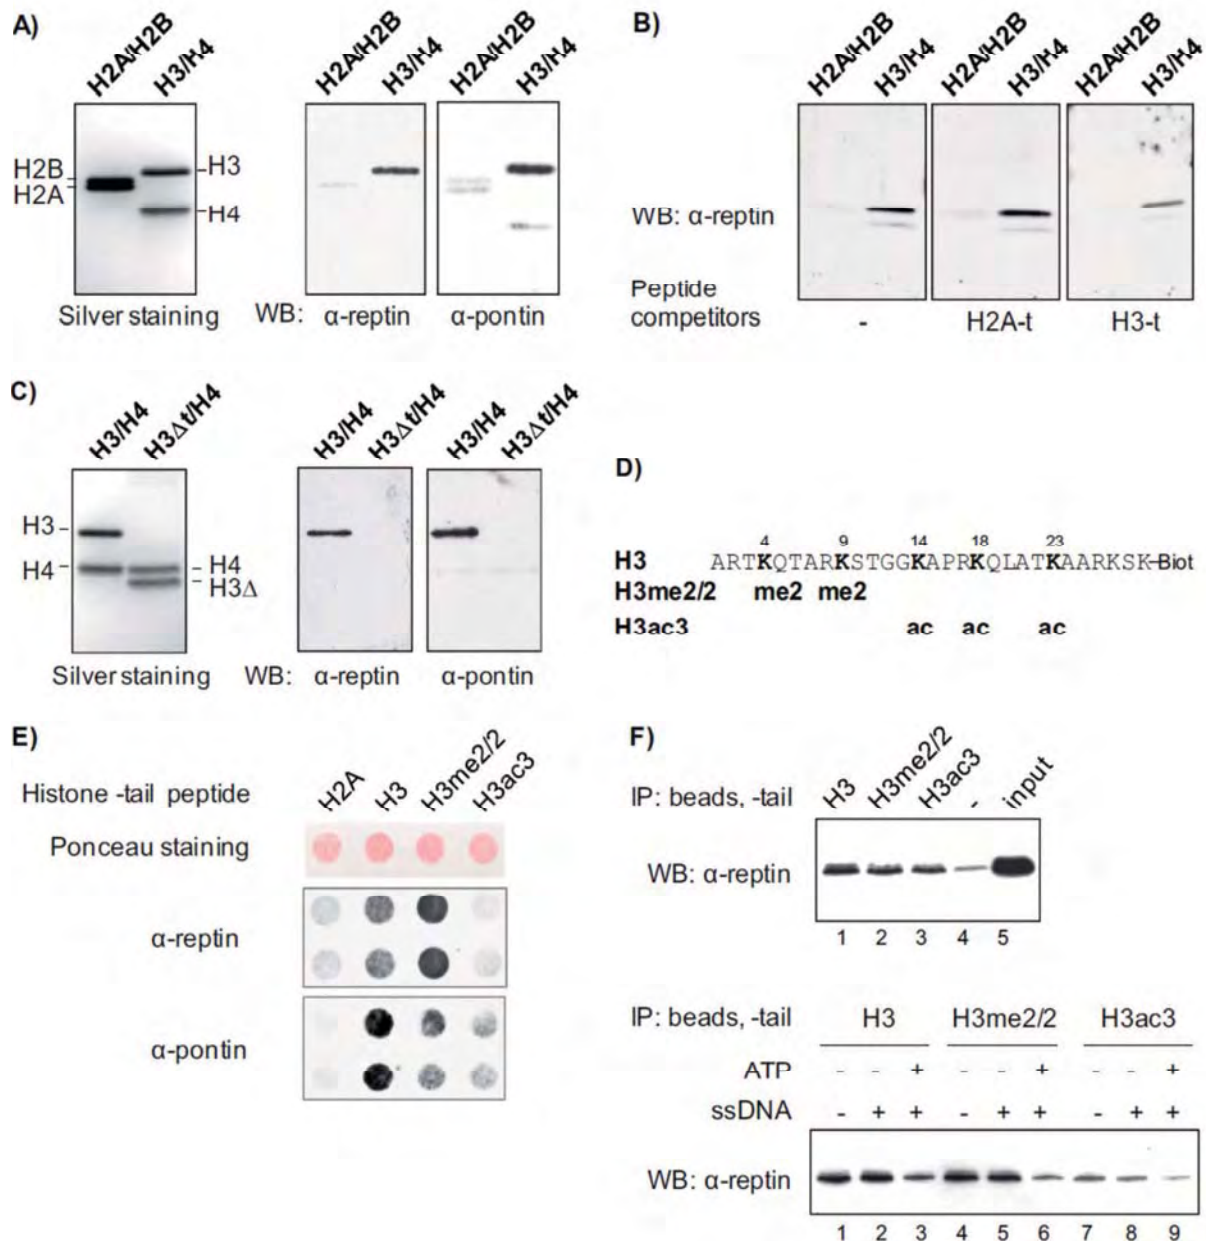 A)
H2A/H2B
H3/H4
H2A/H2B
H3/H4
H2A/H2B
H3/H4
H2B
H2A
H3
H4
Silver staining
WB: α-reptin
α-pontin
B)
H2A/H2B
H3/H4
H2A/H2B
H3/H4
H2A/H2B
H3/H4
WB: α-reptin
Peptide
competitors
-
H2A-t
H3-t
C)
H3/H4
H3Δt/H4
H3/H4
H3Δt/H4
H3/H4
H3Δt/H4
H3
H4
H4
H3Δ
Silver staining
WB: α-reptin
α-pontin
D)
4 9 14 18 23
H3 ARTKQTARKSTGGKAPRKQLATKAARKSK-Biot
H3me2/2 me2 me2
H3ac3 ac ac ac
E)
Histone -tail peptide
H2A
H3
H3me2/2
H3ac3
Ponceau staining
α-reptin
α-pontin
F)
IP: beads, -tail
H3
H3me2/2
H3ac3
-
input
WB: α-reptin
1 2 3 4 5
IP: beads, -tail H3 H3me2/2 H3ac3
ATP - - + - - + - - +
ssDNA - + + - + + - + +
WB: α-reptin
1 2 3 4 5 6 7 8 9